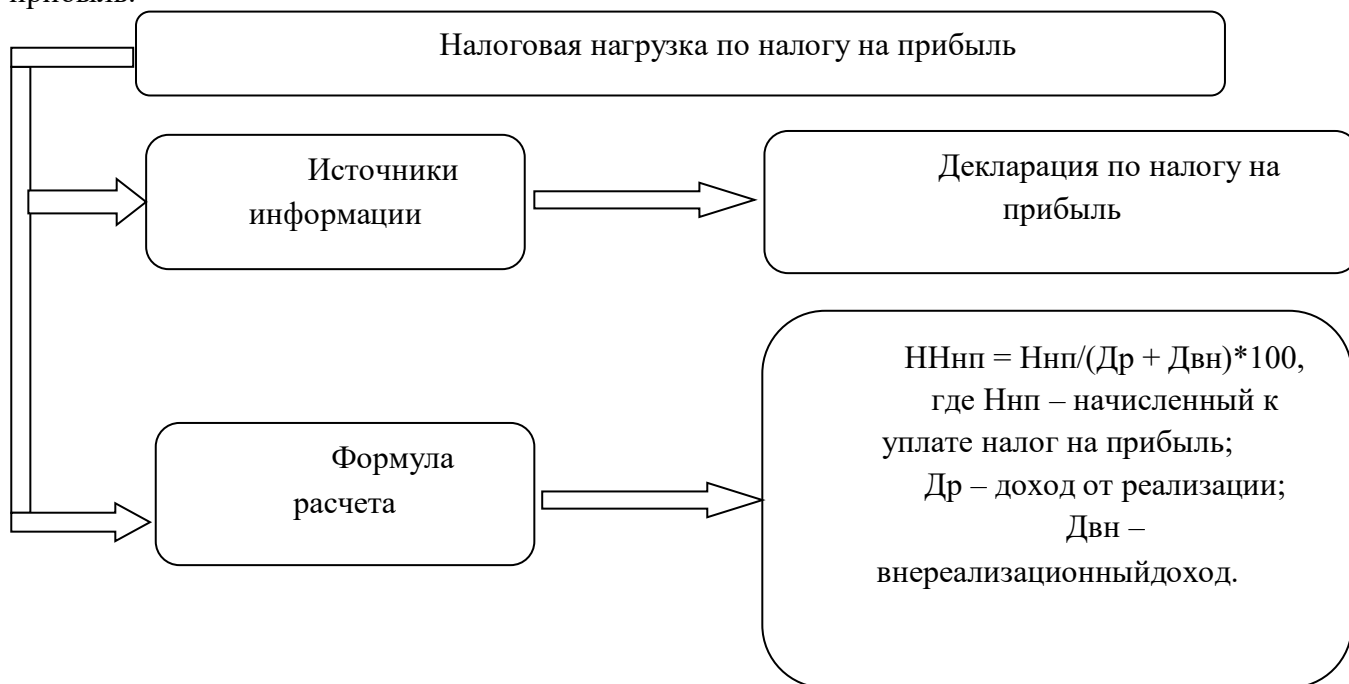 прибыль.
Налоговая нагрузка по налогу на прибыль
Источники
информации
Декларация по налогу на
прибыль
Формула
расчета
ННнп = Ннп/(Др + Двн)*100,
где Ннп – начисленный к
уплате налог на прибыль;
Др – доход от реализации;
Двн –
внереализационныйдоход.